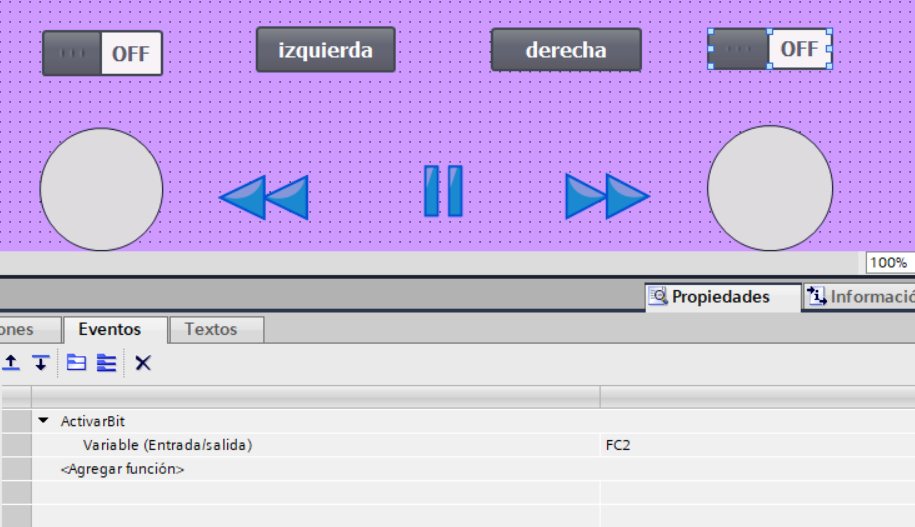 OFF izquierda derecha OFF
100%
Propiedades Informació
ones Eventos Textos
ActivarBit
Variable (Entrada/salida) FC2
<Agregar función>